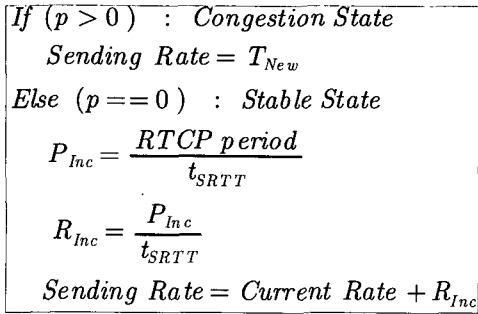 If (p > 0) : Congestion State
Sending Rate = T_New
Else (p == 0) : Stable State
P_Inc = RTCP period / t_SRTT
R_Inc = P_Inc / t_SRTT
Sending Rate = Current Rate + R_Inc